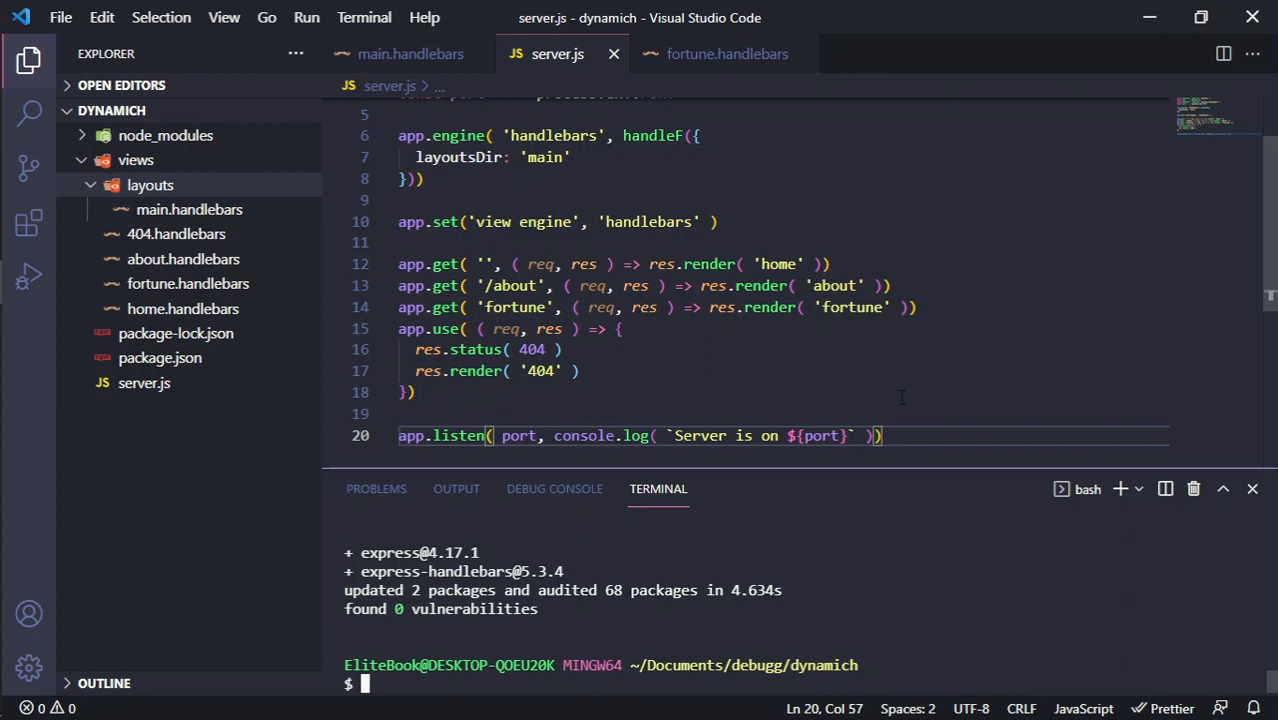 File Edit Selection View Go Run Terminal Help server.js - dynamich - Visual Studio Code
EXPLORER
main.handlebars
JS server.js
fortune.handlebars
OPEN EDITORS
DYNAMICH
node_modules
views
layouts
main.handlebars
404.handlebars
about.handlebars
fortune.handlebars
home.handlebars
package-lock.json
package.json
JS server.js
OUTLINE
JS server.js > ...
5
6 app.engine( 'handlebars', handleF({
7 layoutsDir: 'main'
8 }))
9
10 app.set('view engine', 'handlebars' )
11
12 app.get( '', ( req, res ) => res.render( 'home' ))
13 app.get( '/about', ( req, res ) => res.render( 'about' ))
14 app.get( 'fortune', ( req, res ) => res.render( 'fortune' ))
15 app.use( ( req, res ) => {
16 res.status( 404 )
17 res.render( '404' )
18 })
19
20 app.listen( port, console.log( `Server is on ${port}` ))
PROBLEMS OUTPUT DEBUG CONSOLE TERMINAL
bash
+ express@4.17.1
+ express-handlebars@5.3.4
updated 2 packages and audited 68 packages in 4.634s
found 0 vulnerabilities
EliteBook@DESKTOP-QOEU20K MINGW64 ~/Documents/debugg/dynamich
$
0 0
Ln 20, Col 57 Spaces: 2 UTF-8 CRLF JavaScript Prettier